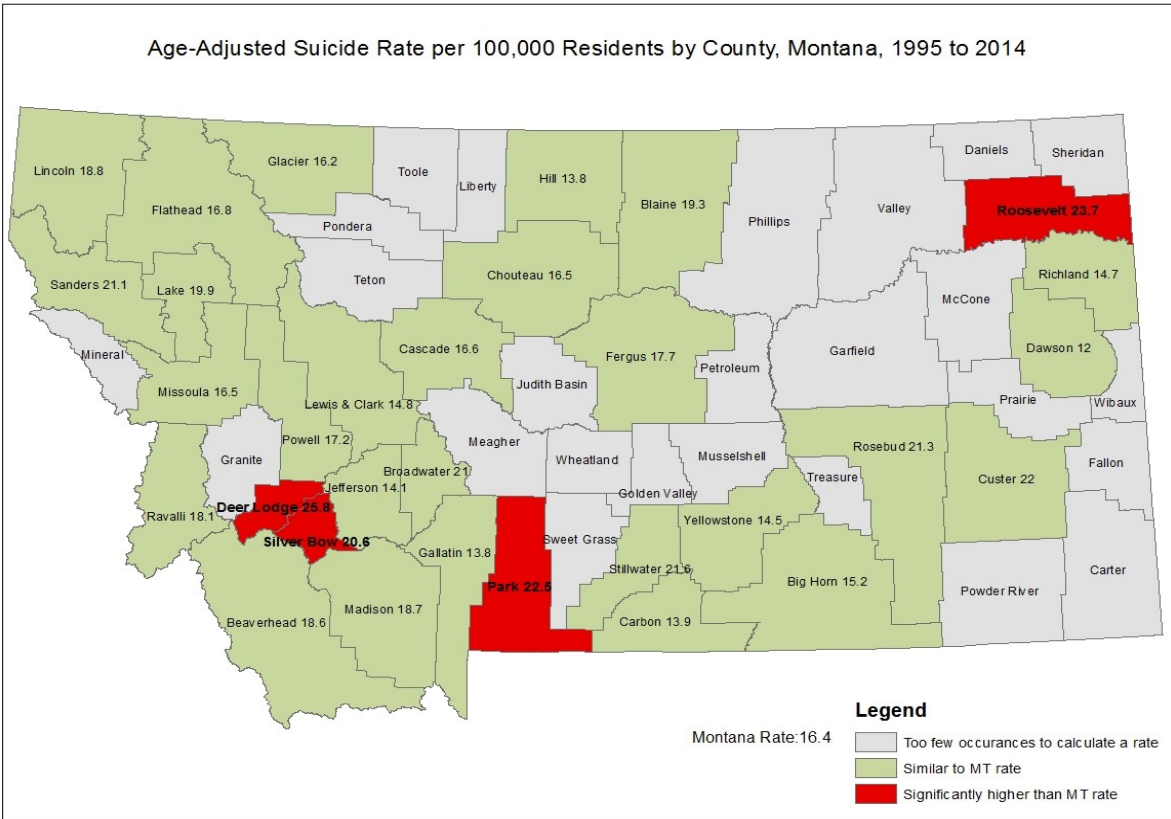 Age-Adjusted Suicide Rate per 100,000 Residents by County, Montana, 1995 to 2014
Lincoln 18.8
Flathead 16.8
Glacier 16.2
Toole
Liberty
Hill 13.8
Blaine 19.3
Phillips
Valley
Daniels
Sheridan
Roosevelt 23.7
Pondera
Teton
Chouteau 16.5
Richland 14.7
Sanders 21.1
Lake 19.9
McCone
Mineral
Missoula 16.5
Cascade 16.6
Judith Basin
Fergus 17.7
Petroleum
Garfield
Dawson 12
Prairie
Wibaux
Lewis & Clark 14.8
Powell 17.2
Granite
Meagher
Wheatland
Musselshell
Rosebud 21.3
Treasure
Custer 22
Fallon
Broadwater 21
Jefferson 14.1
Golden Valley
Deer Lodge 25.8
Ravalli 18.1
Silver Bow 20.6
Gallatin 13.8
Sweet Grass
Yellowstone 14.5
Stillwater 21.6
Park 22.5
Big Horn 15.2
Powder River
Carter
Madison 18.7
Beaverhead 18.6
Carbon 13.9
Montana Rate:16.4
Legend
Too few occurances to calculate a rate
Similar to MT rate
Significantly higher than MT rate